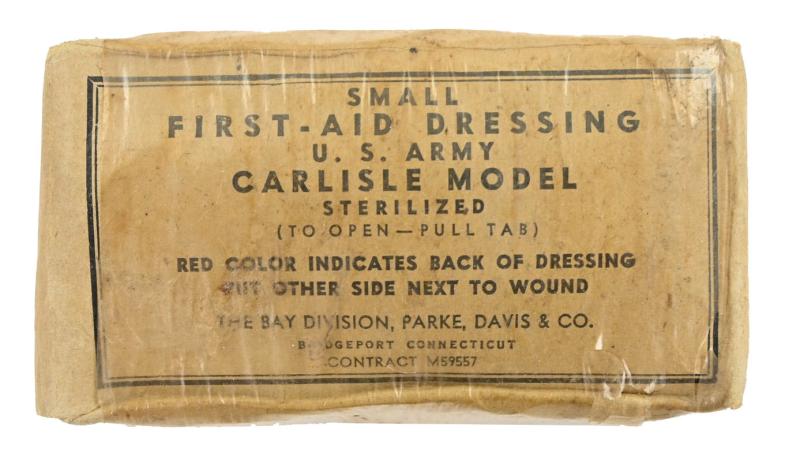 SMALL
FIRST-AID DRESSING
U. S. ARMY
CARLISLE MODEL
STERILIZED
(TO OPEN—PULL TAB)
RED COLOR INDICATES BACK OF DRESSING
PUT OTHER SIDE NEXT TO WOUND
THE BAY DIVISION, PARKE, DAVIS & CO.
BRIDGEPORT CONNECTICUT
CONTRACT M59557